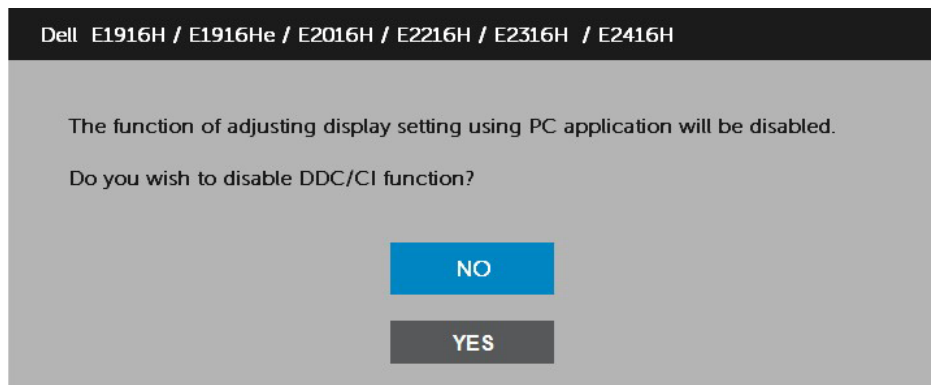 Dell E1916H / E1916He / E2016H / E2216H / E2316H / E2416H
The function of adjusting display setting using PC application will be disabled.
Do you wish to disable DDC/CI function?
NO
YES